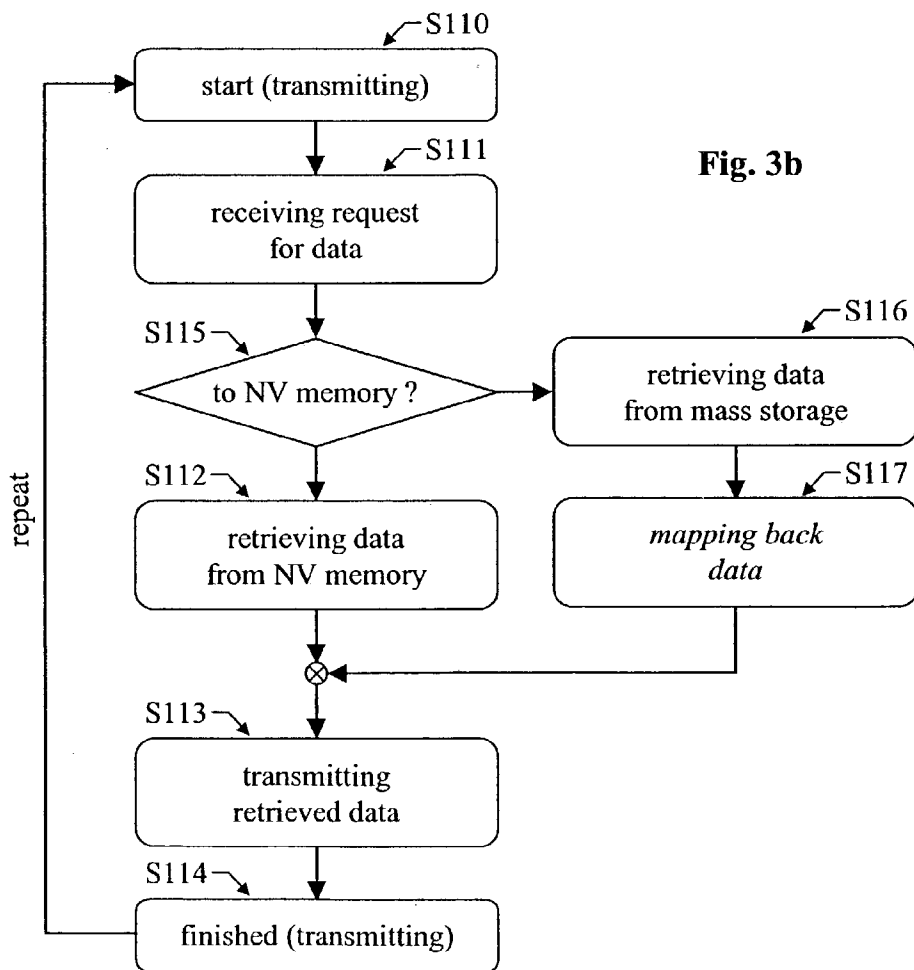 S110
start (transmitting)
S111
Fig. 3b
receiving request
for data
S115
S116
to NV memory ?
retrieving data
from mass storage
S112
S117
retrieving data
from NV memory
mapping back
data
repeat
S113
transmitting
retrieved data
S114
finished (transmitting)